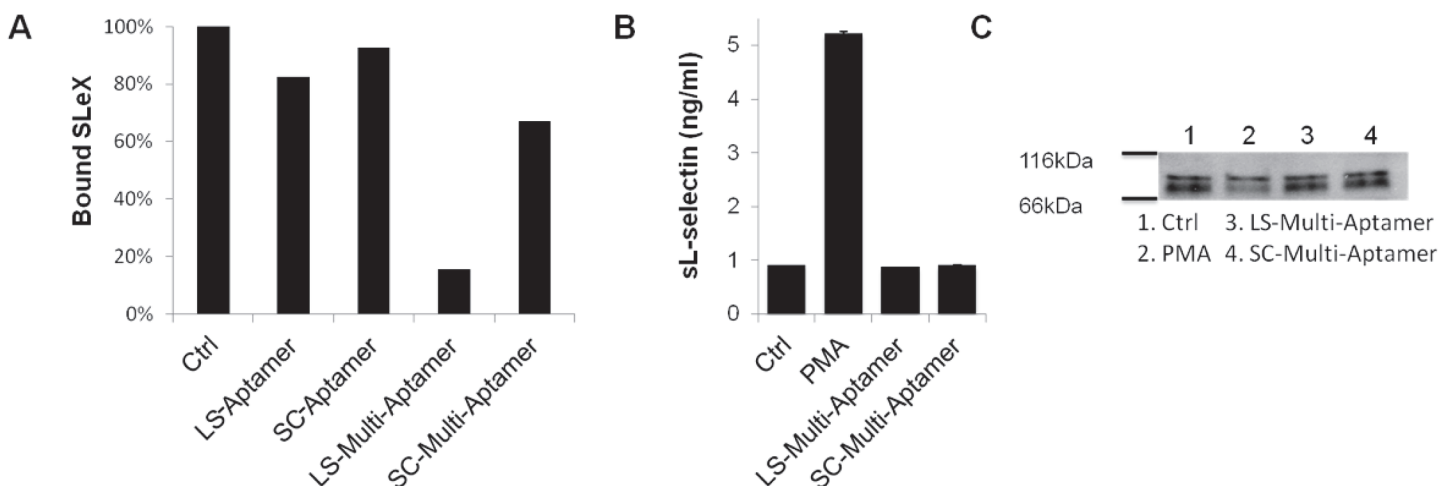 A
Bound SLeX
100%
80%
60%
40%
20%
0%
Ctrl
LS-Aptamer
SC-Aptamer
LS-Multi-Aptamer
SC-Multi-Aptamer
B
sL-selectin (ng/ml)
5
4
3
2
1
0
Ctrl
PMA
LS-Multi-Aptamer
SC-Multi-Aptamer
C
1 2 3 4
116kDa
66kDa
1. Ctrl 3. LS-Multi-Aptamer
2. PMA 4. SC-Multi-Aptamer